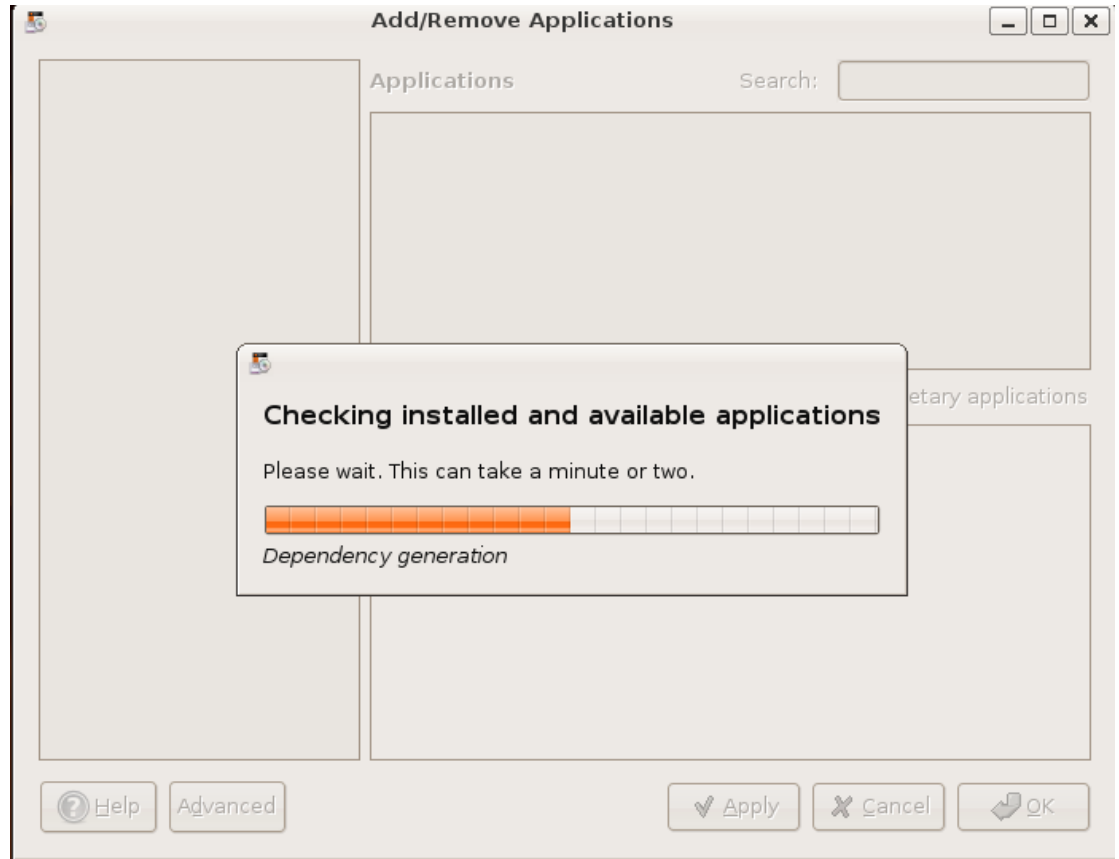 Add/Remove Applications
Applications
Search:
etary applications
Checking installed and available applications
Please wait. This can take a minute or two.
Dependency generation
Help
Advanced
Apply
Cancel
OK